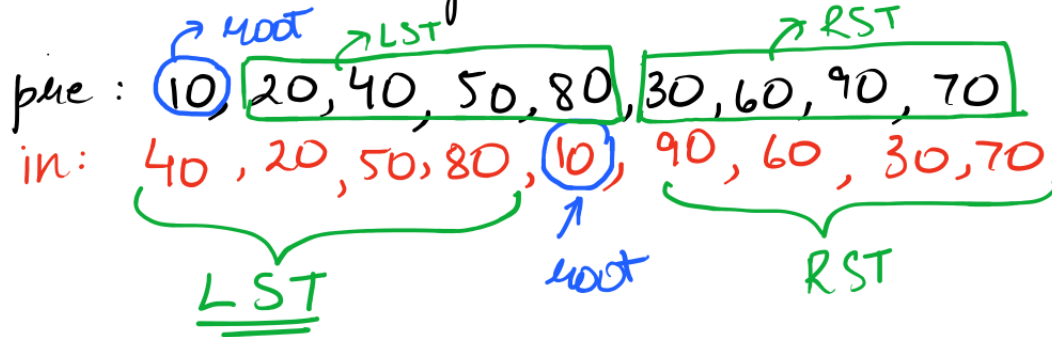 root LST RST
pre : 10, 20, 40, 50, 80, 30, 60, 90, 70
in: 40, 20, 50, 80, 10, 90, 60, 30, 70
LST root RST